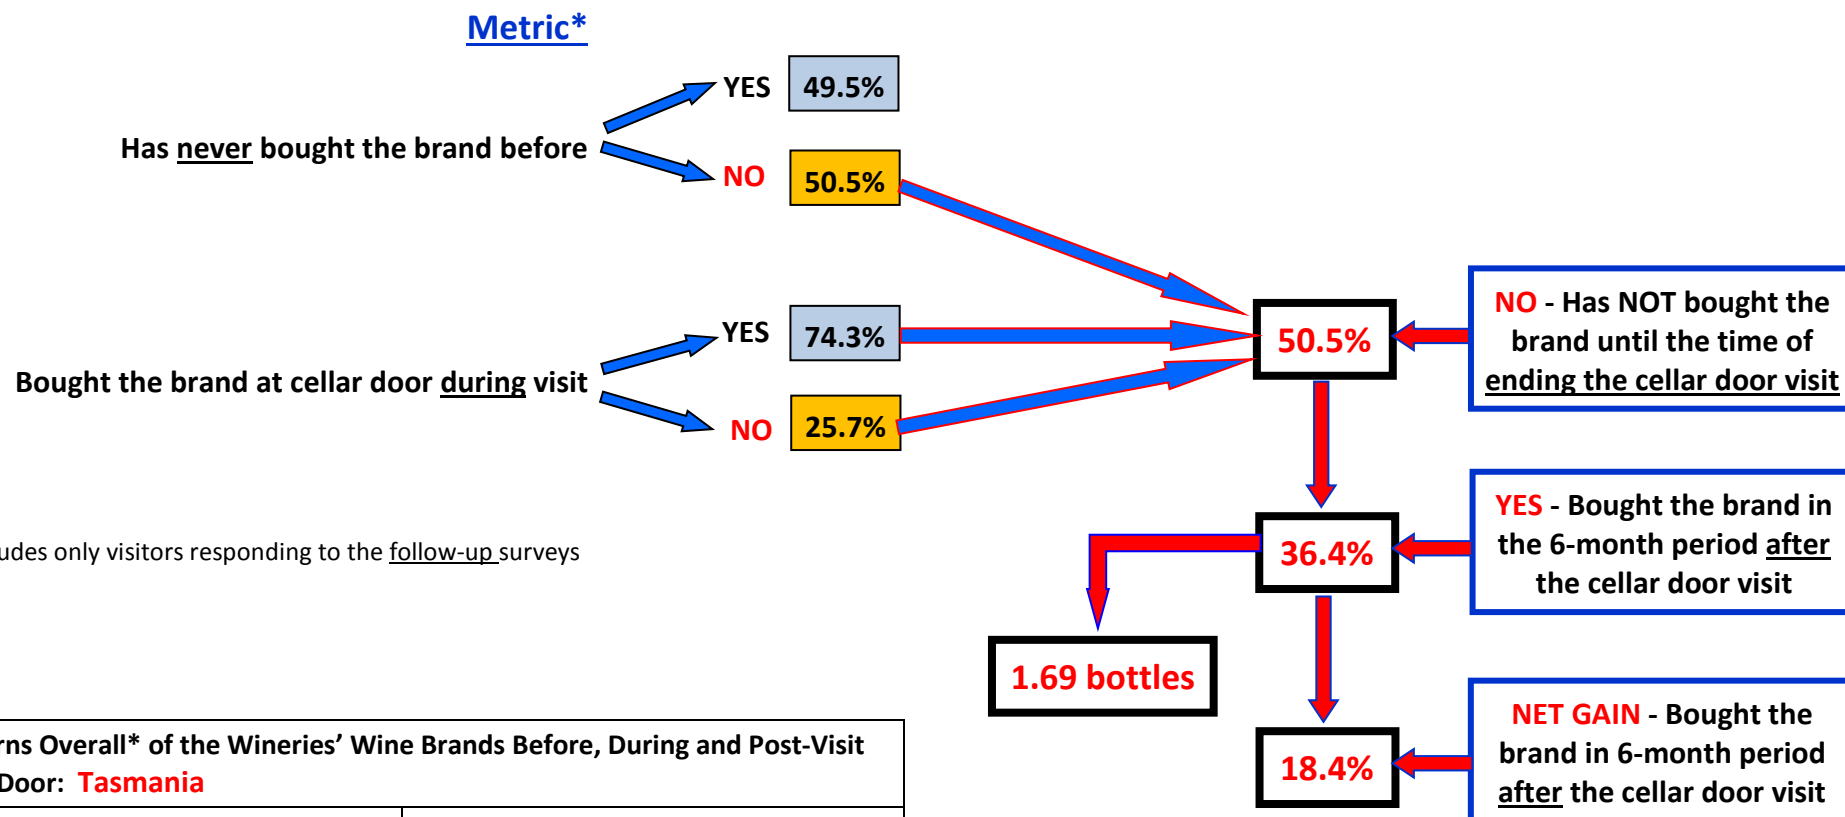 Metric*
YES 49.5%
Has never bought the brand before
NO 50.5%
YES 74.3%
Bought the brand at cellar door during visit
NO 25.7%
50.5%
NO - Has NOT bought the
brand until the time of
ending the cellar door visit
36.4%
YES - Bought the brand in
the 6-month period after
the cellar door visit
only visitors responding to the follow-up surveys
1.69 bottles
18.4%
NET GAIN - Bought the
brand in 6-month period
after the cellar door visit
Overall* of the Wineries’ Wine Brands Before, During and Post-Visit
Door: Tasmania